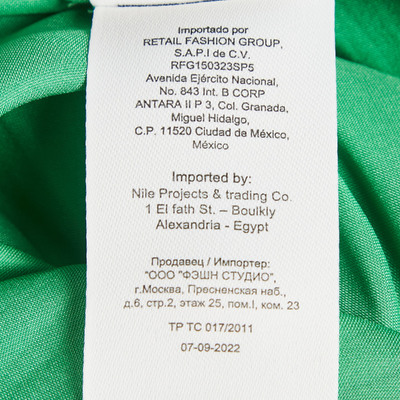 Importado por
RETAIL FASHION GROUP,
S.A.P.I de C.V.
RFG150323SP5
Avenida Ejército Nacional,
No. 843 Int. B CORP
ANTARA II P 3, Col. Granada,
Miguel Hidalgo,
C.P. 11520 Ciudad de México,
México
Imported by:
Nile Projects & trading Co.
1 El fath St. – Boulkly
Alexandria - Egypt
Продавец / Импортер:
"ООО "ФЭШН СТУДИО",
г.Москва, Пресненская наб.,
д.6, стр.2, этаж 25, пом.I, ком. 23
ТР ТС 017/2011
07-09-2022